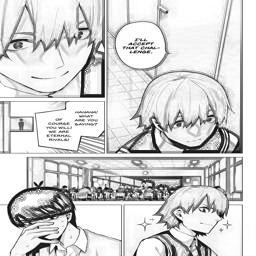 I'LL
ACCEPT
THAT CHAL-
LENGE.
HAHAHA!
WHAT
ARE YOU
SAYING?
OF COURSE
YOU WILL!
WE ARE
ETERNAL
RIVALS!